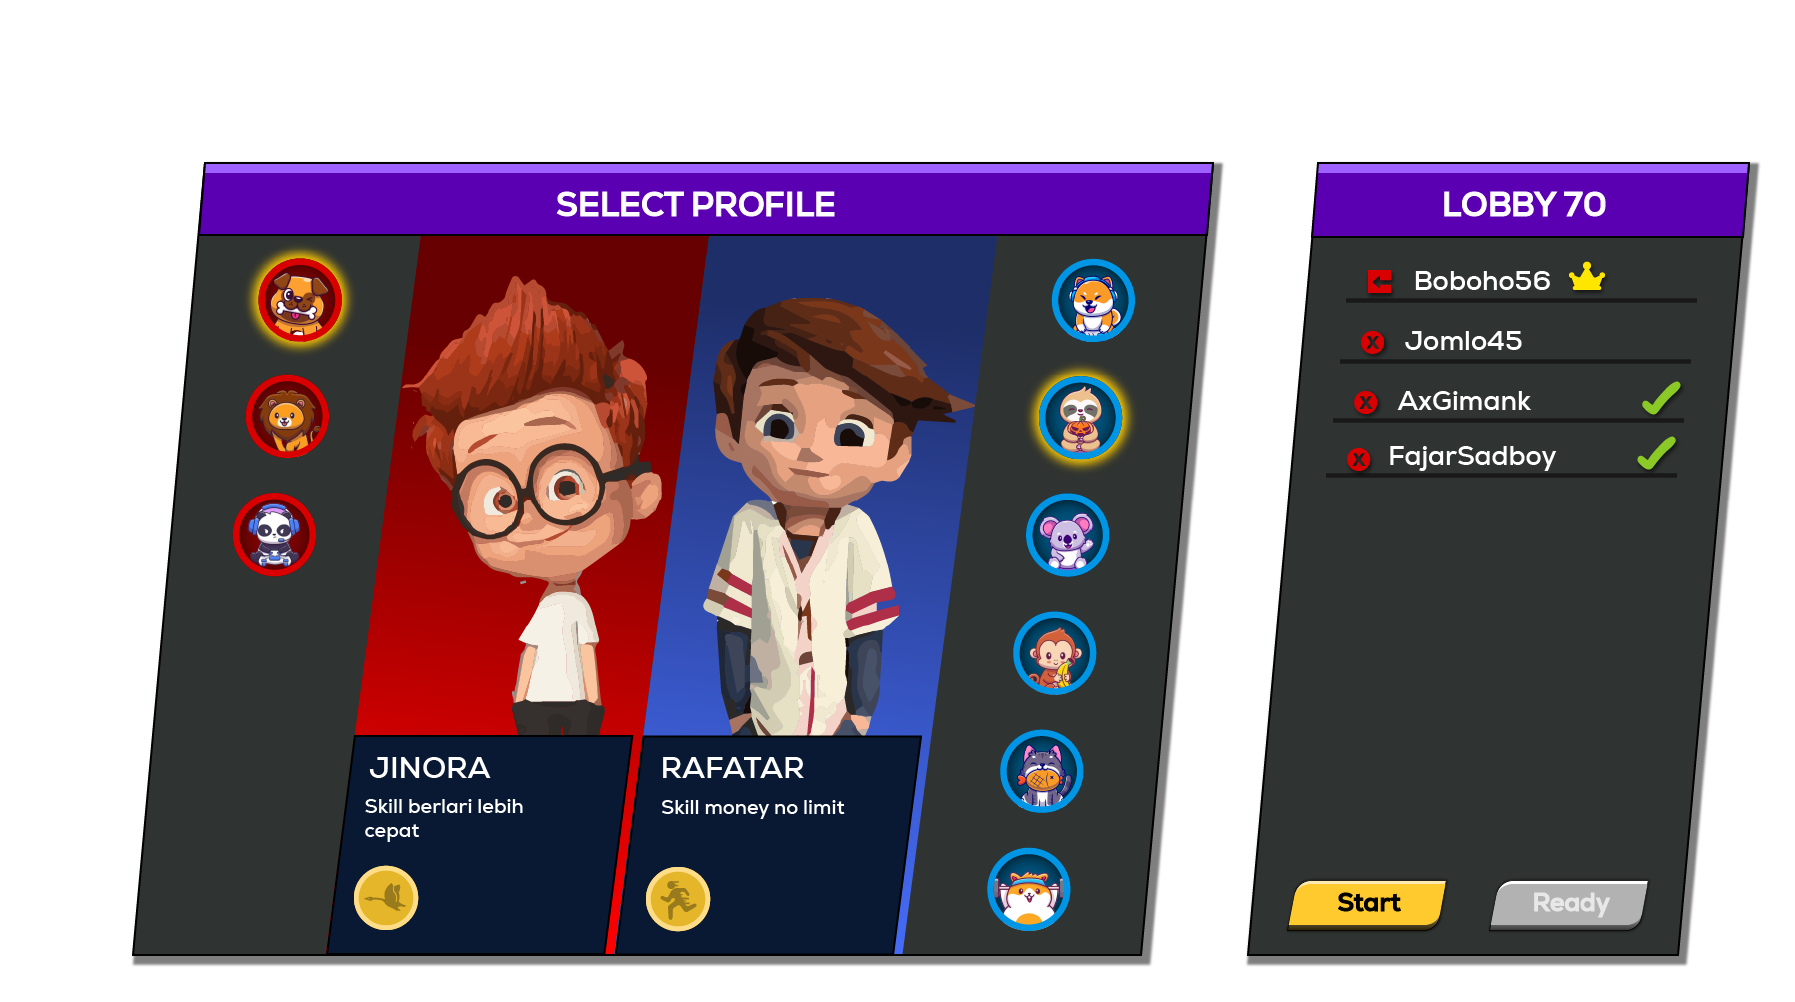 SELECT PROFILE
JINORA
Skill berlari lebih
cepat
RAFATAR
Skill money no limit
LOBBY 70
Boboho56
X Jomlo45
X AxGimank
X FajarSadboy
Start
Ready